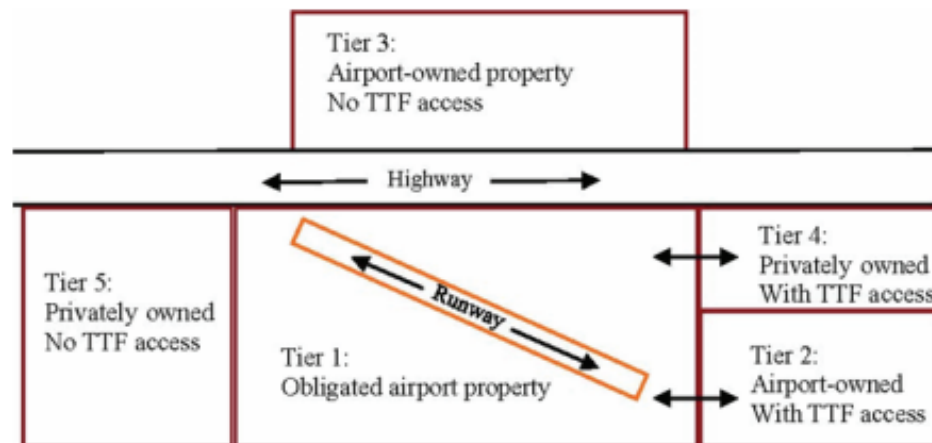 Tier 3:
Airport-owned property
No TTF access
Highway
Tier 5:
Privately owned
No TTF access
Runway
Tier 1:
Obligated airport property
Tier 4:
Privately owned
With TTF access
Tier 2:
Airport-owned
With TTF access